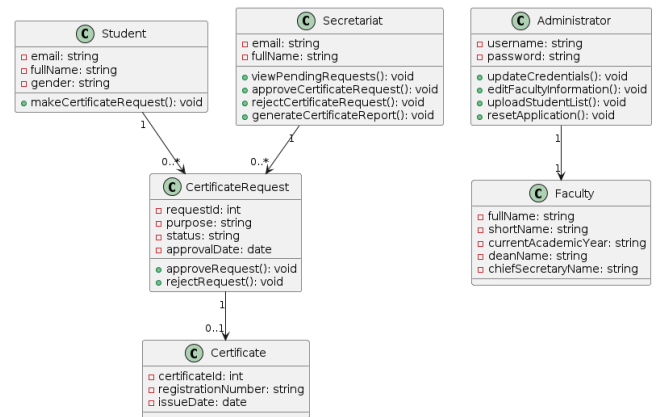 C Student
email: string
fullName: string
gender: string
makeCertificateRequest(): void
C Secretariat
email: string
fullName: string
viewPendingRequests(): void
approveCertificateRequest(): void
rejectCertificateRequest(): void
generateCertificateReport(): void
C Administrator
username: string
password: string
updateCredentials(): void
editFacultyInformation(): void
uploadStudentList(): void
resetApplication(): void
1
0..*
1
0..*
1
1
C CertificateRequest
requestId: int
purpose: string
status: string
approvalDate: date
approveRequest(): void
rejectRequest(): void
C Faculty
fullName: string
shortName: string
currentAcademicYear: string
deanName: string
chiefSecretaryName: string
1
0..1
C Certificate
certificateId: int
registrationNumber: string
issueDate: date